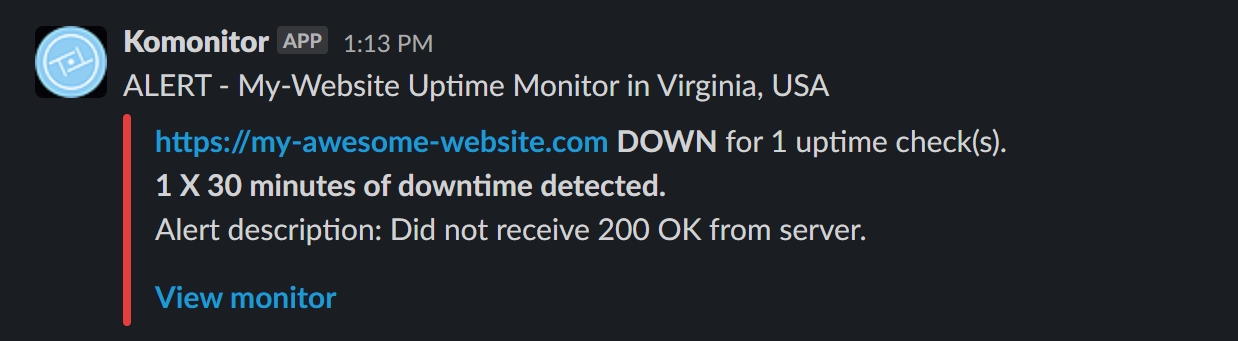 Komonitor APP 1:13 PM
ALERT - My-Website Uptime Monitor in Virginia, USA
https://my-awesome-website.com DOWN for 1 uptime check(s).
1 X 30 minutes of downtime detected.
Alert description: Did not receive 200 OK from server.
View monitor